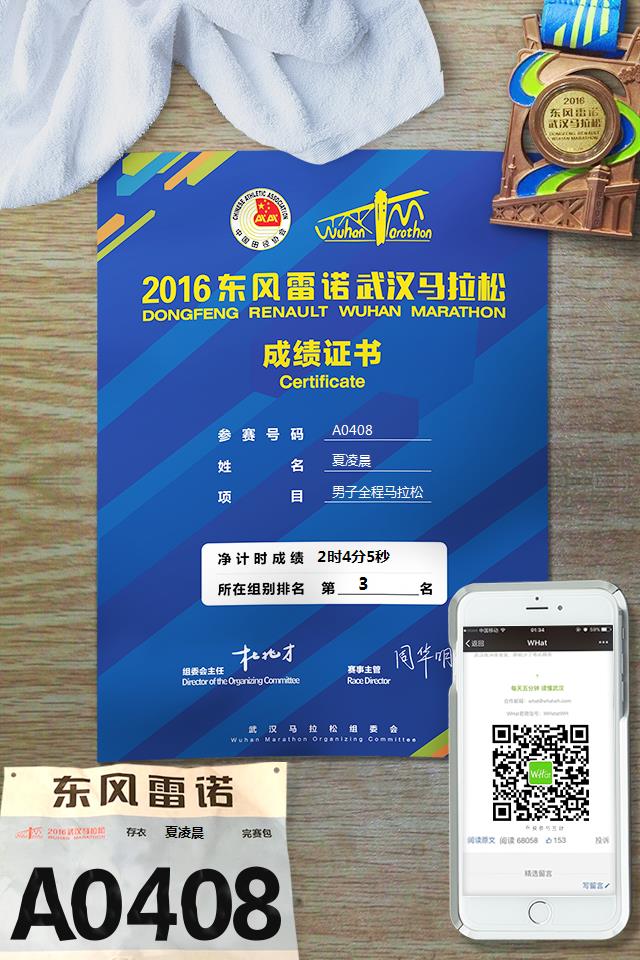 2016
东风雷诺
武汉马拉松
DONGFENG RENAULT
WUHAN MARATHON
CHINESE ATHLETIC ASSOCIATION
中国田径协会
Wuhan Marathon
2016东风雷诺武汉马拉松
DONGFENG RENAULT WUHAN MARATHON
成绩证书
Certificate
参赛号码 A0408
姓名 夏凌晨
项目 男子全程马拉松
净计时成绩 2时4分5秒
所在组别排名 第 3 名
组委会主任
Director of the Organizing Committee
赛事主管
Race Director
武汉马拉松组委会
Wuhan Marathon Organizing Committee
中国移动 01:34 59%
返回 WHat
每天五分钟 读懂武汉
WHat
阅读原文 阅读 68058 153 投诉
精选留言
写留言
东风雷诺
2016武汉马拉松
WUHAN MARATHON
存衣 夏凌晨 完赛包
A0408